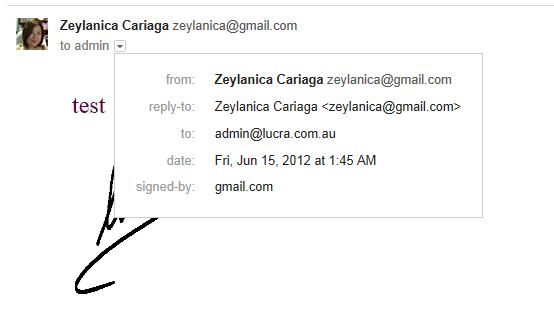 Zeylanica Cariaga zeylanica@gmail.com
to admin
from: Zeylanica Cariaga zeylanica@gmail.com
reply-to: Zeylanica Cariaga <zeylanica@gmail.com>
to: admin@lucra.com.au
date: Fri, Jun 15, 2012 at 1:45 AM
signed-by: gmail.com
test